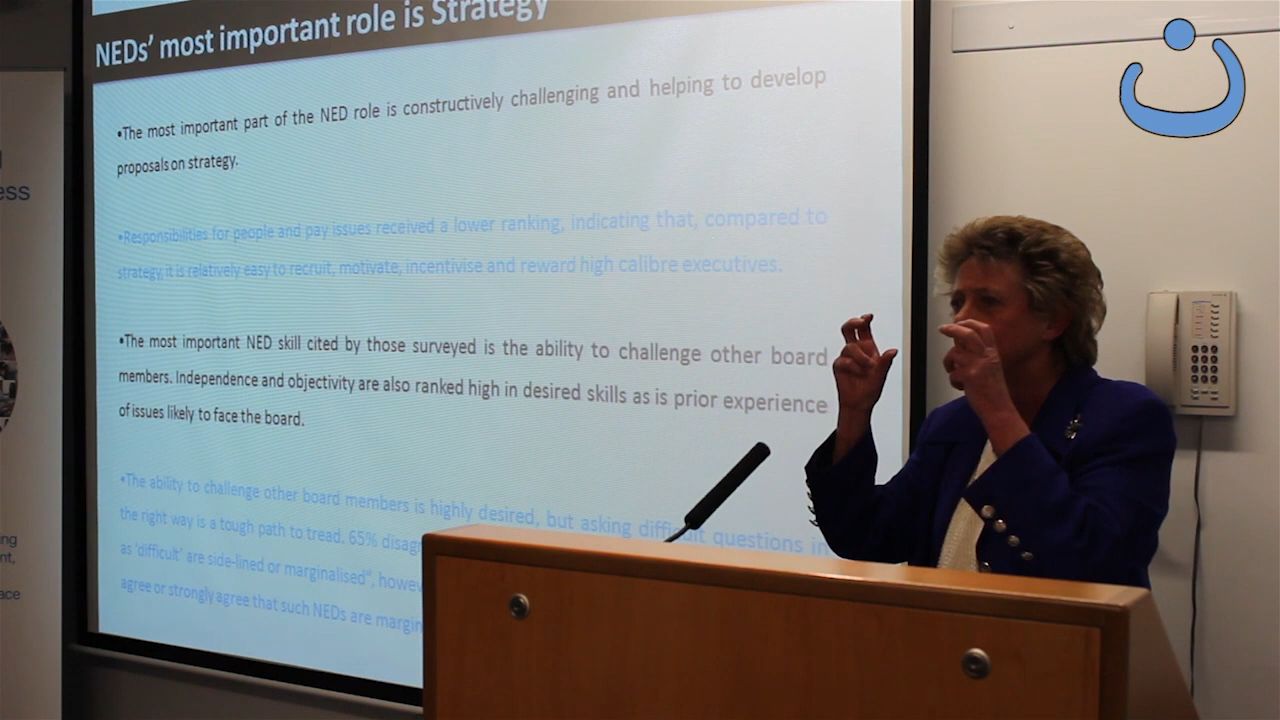 NEDs' most important role is Strategy
•The most important part of the NED role is constructively challenging and helping to develop
proposals on strategy.
•Responsibilities for people and pay issues received a lower ranking, indicating that, compared to
strategy, it is relatively easy to recruit, motivate, incentivise and reward high calibre executives.
•The most important NED skill cited by those surveyed is the ability to challenge other board
members. Independence and objectivity are also ranked high in desired skills as is prior experience
of issues likely to face the board.
•The ability to challenge other board members is highly desired, but asking difficult questions in
the right way is a tough path to tread. 65% disag
as 'difficult' are side-lined or marginalised", howev
agree or strongly agree that such NEDs are margin
ess
ng
nt,
ace
ن